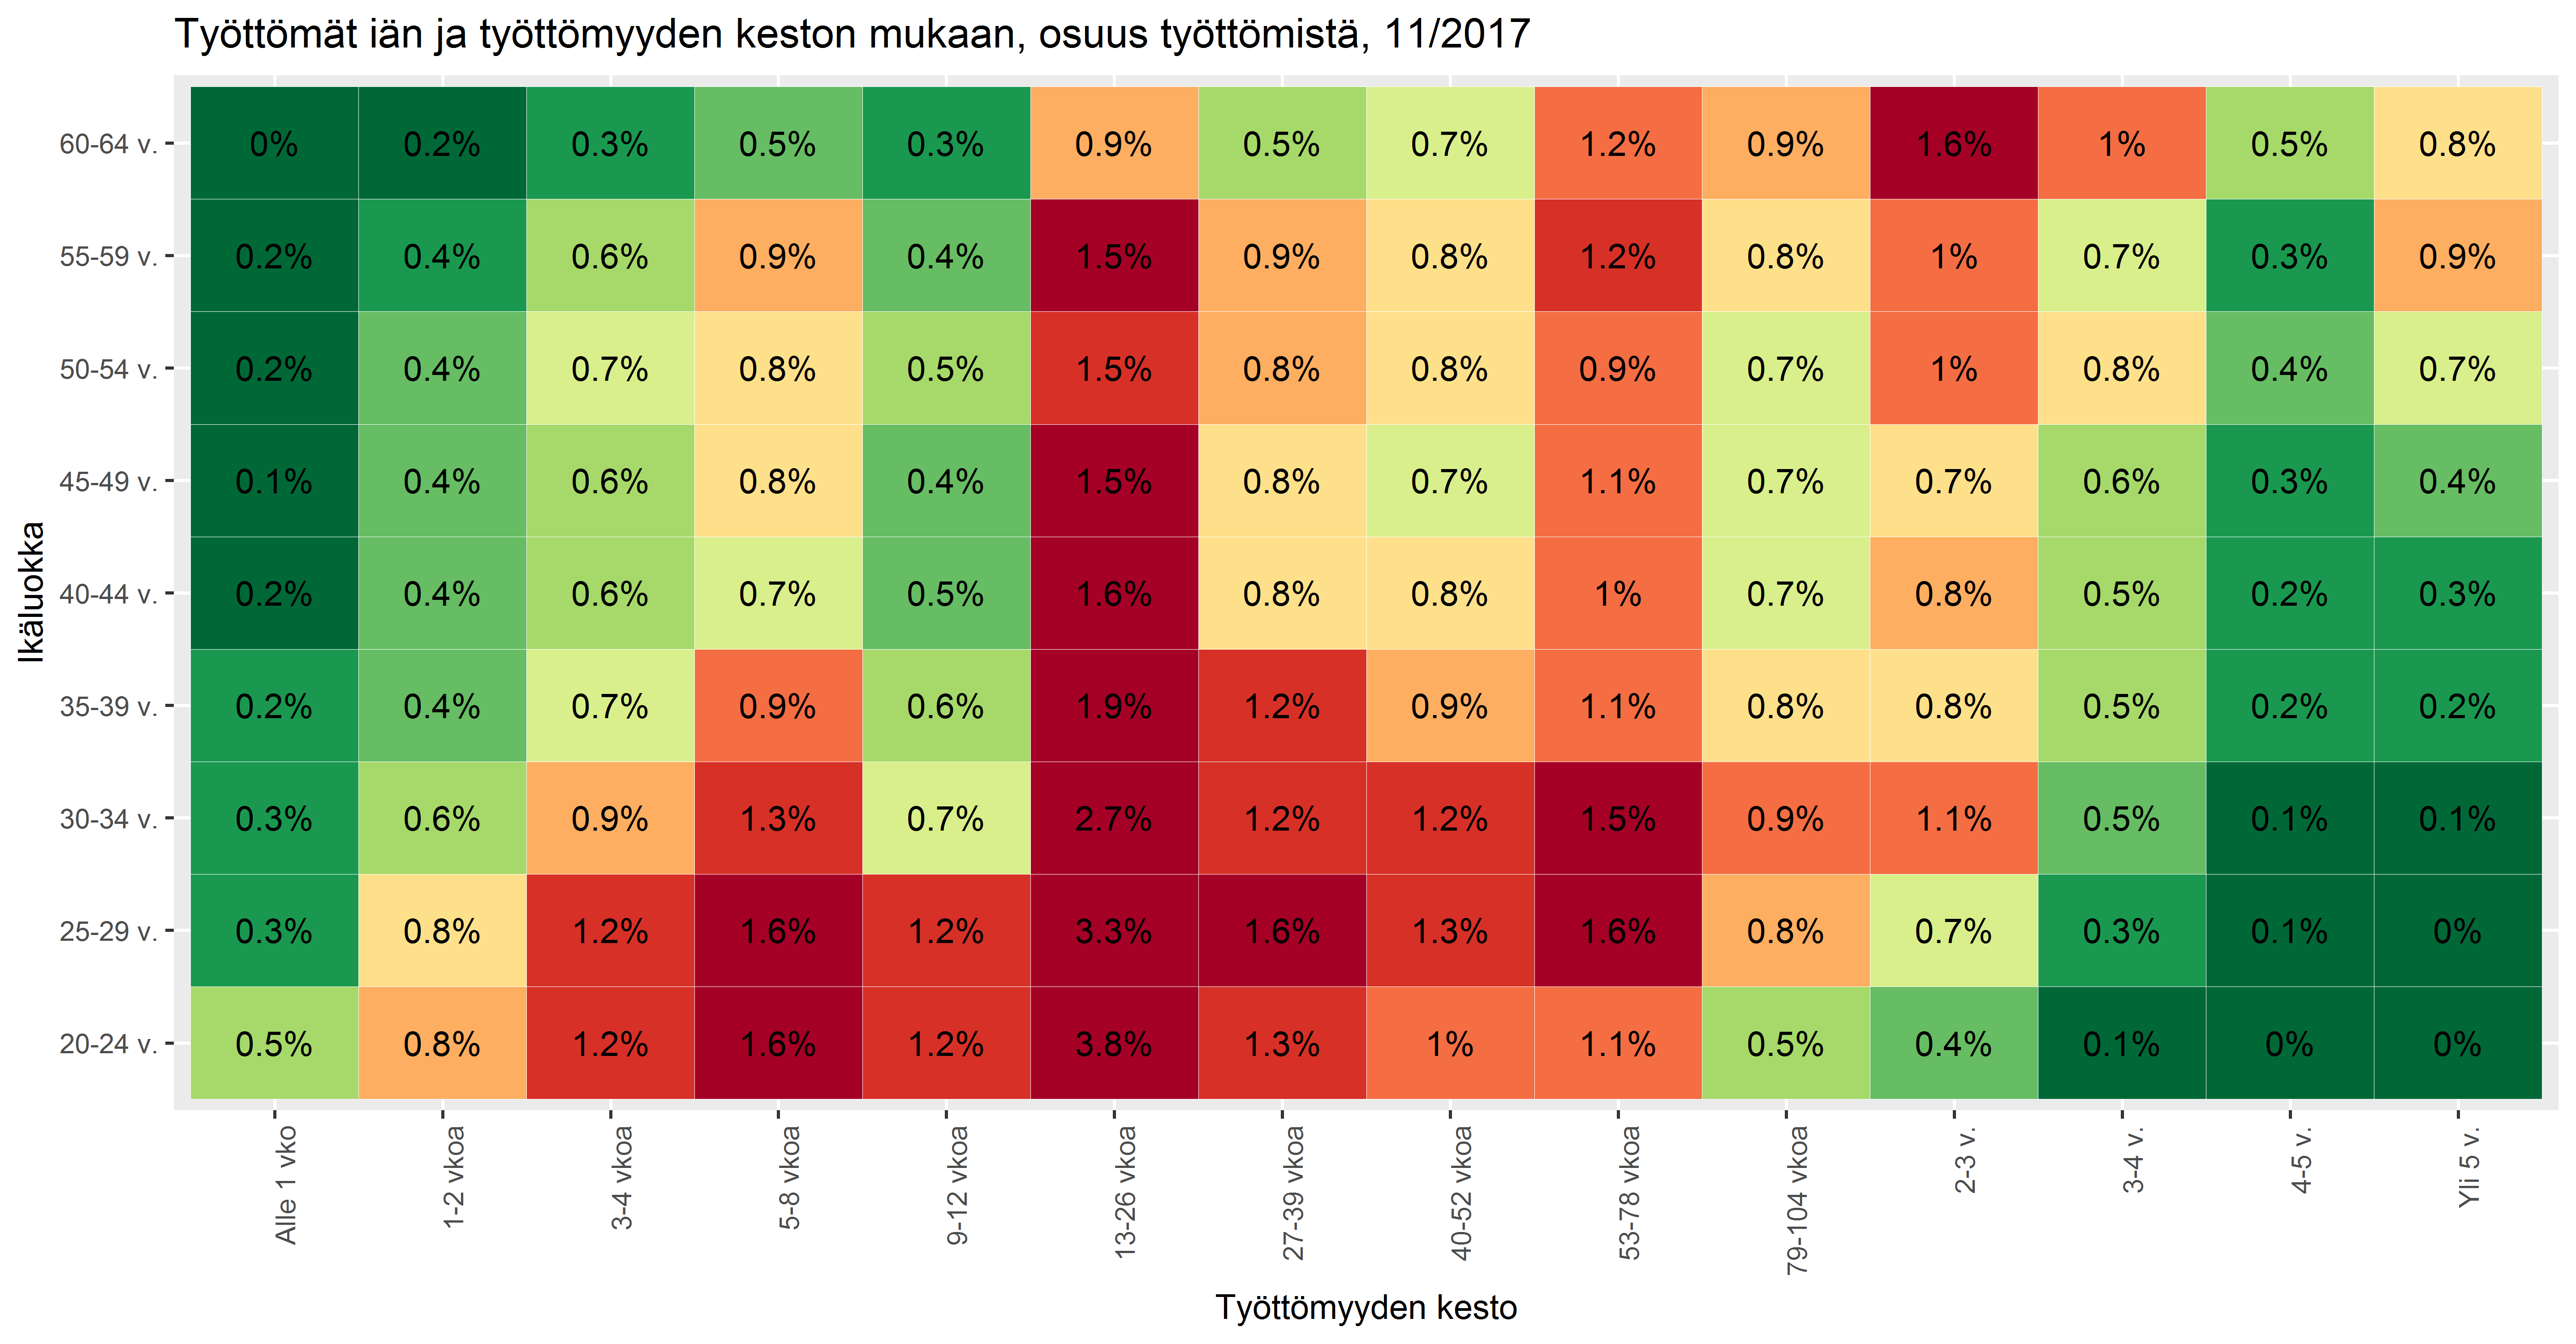 Työttömät iän ja työttömyyden keston mukaan, osuus työttömistä, 11/2017
Ikäluokka
60-64 v. 0% 0.2% 0.3% 0.5% 0.3% 0.9% 0.5% 0.7% 1.2% 0.9% 1.6% 1% 0.5% 0.8%
55-59 v. 0.2% 0.4% 0.6% 0.9% 0.4% 1.5% 0.9% 0.8% 1.2% 0.8% 1% 0.7% 0.3% 0.9%
50-54 v. 0.2% 0.4% 0.7% 0.8% 0.5% 1.5% 0.8% 0.8% 0.9% 0.7% 1% 0.8% 0.4% 0.7%
45-49 v. 0.1% 0.4% 0.6% 0.8% 0.4% 1.5% 0.8% 0.7% 1.1% 0.7% 0.7% 0.6% 0.3% 0.4%
40-44 v. 0.2% 0.4% 0.6% 0.7% 0.5% 1.6% 0.8% 0.8% 1% 0.7% 0.8% 0.5% 0.2% 0.3%
35-39 v. 0.2% 0.4% 0.7% 0.9% 0.6% 1.9% 1.2% 0.9% 1.1% 0.8% 0.8% 0.5% 0.2% 0.2%
30-34 v. 0.3% 0.6% 0.9% 1.3% 0.7% 2.7% 1.2% 1.2% 1.5% 0.9% 1.1% 0.5% 0.1% 0.1%
25-29 v. 0.3% 0.8% 1.2% 1.6% 1.2% 3.3% 1.6% 1.3% 1.6% 0.8% 0.7% 0.3% 0.1% 0%
20-24 v. 0.5% 0.8% 1.2% 1.6% 1.2% 3.8% 1.3% 1% 1.1% 0.5% 0.4% 0.1% 0% 0%
Alle 1 vko
1-2 vkoa
3-4 vkoa
5-8 vkoa
9-12 vkoa
13-26 vkoa
27-39 vkoa
40-52 vkoa
53-78 vkoa
79-104 vkoa
2-3 v.
3-4 v.
4-5 v.
Yli 5 v.
Työttömyyden kesto